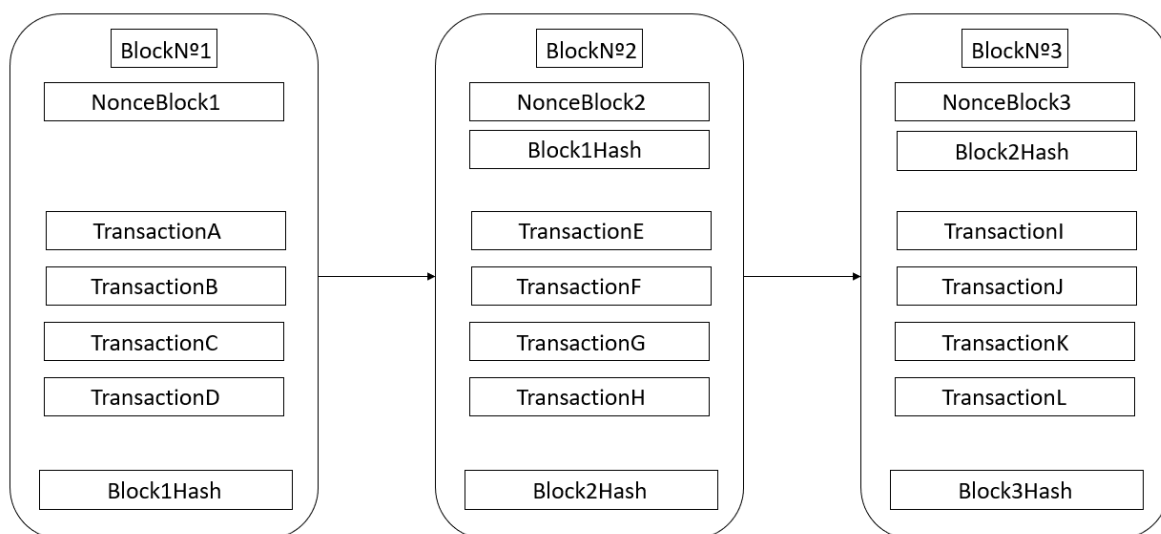 BlockNº1
NonceBlock1
TransactionA
TransactionB
TransactionC
TransactionD
Block1Hash
BlockNº2
NonceBlock2
Block1Hash
TransactionE
TransactionF
TransactionG
TransactionH
Block2Hash
BlockNº3
NonceBlock3
Block2Hash
TransactionI
TransactionJ
TransactionK
TransactionL
Block3Hash